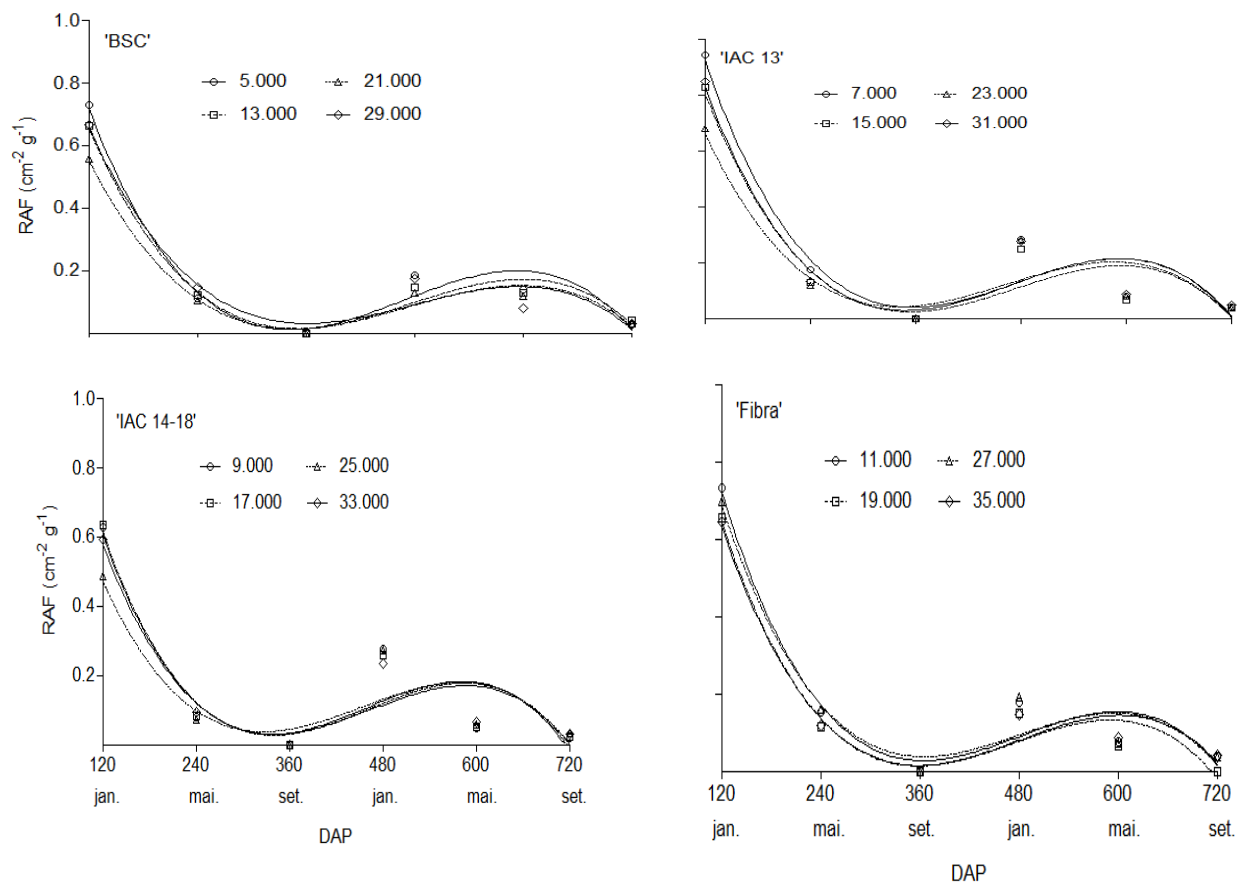 1.0
'BSC'
5.000 21.000
13.000 29.000
0.8
0.6
0.4
0.2
RAF (cm⁻² g⁻¹)
'IAC 13'
7.000 23.000
15.000 31.000
1.0
'IAC 14-18'
9.000 25.000
17.000 33.000
0.8
0.6
0.4
0.2
RAF (cm⁻² g⁻¹)
120 240 360 480 600 720
jan. mai. set. jan. mai. set.
DAP
'Fibra'
11.000 27.000
19.000 35.000
120 240 360 480 600 720
jan. mai. set. jan. mai. set.
DAP